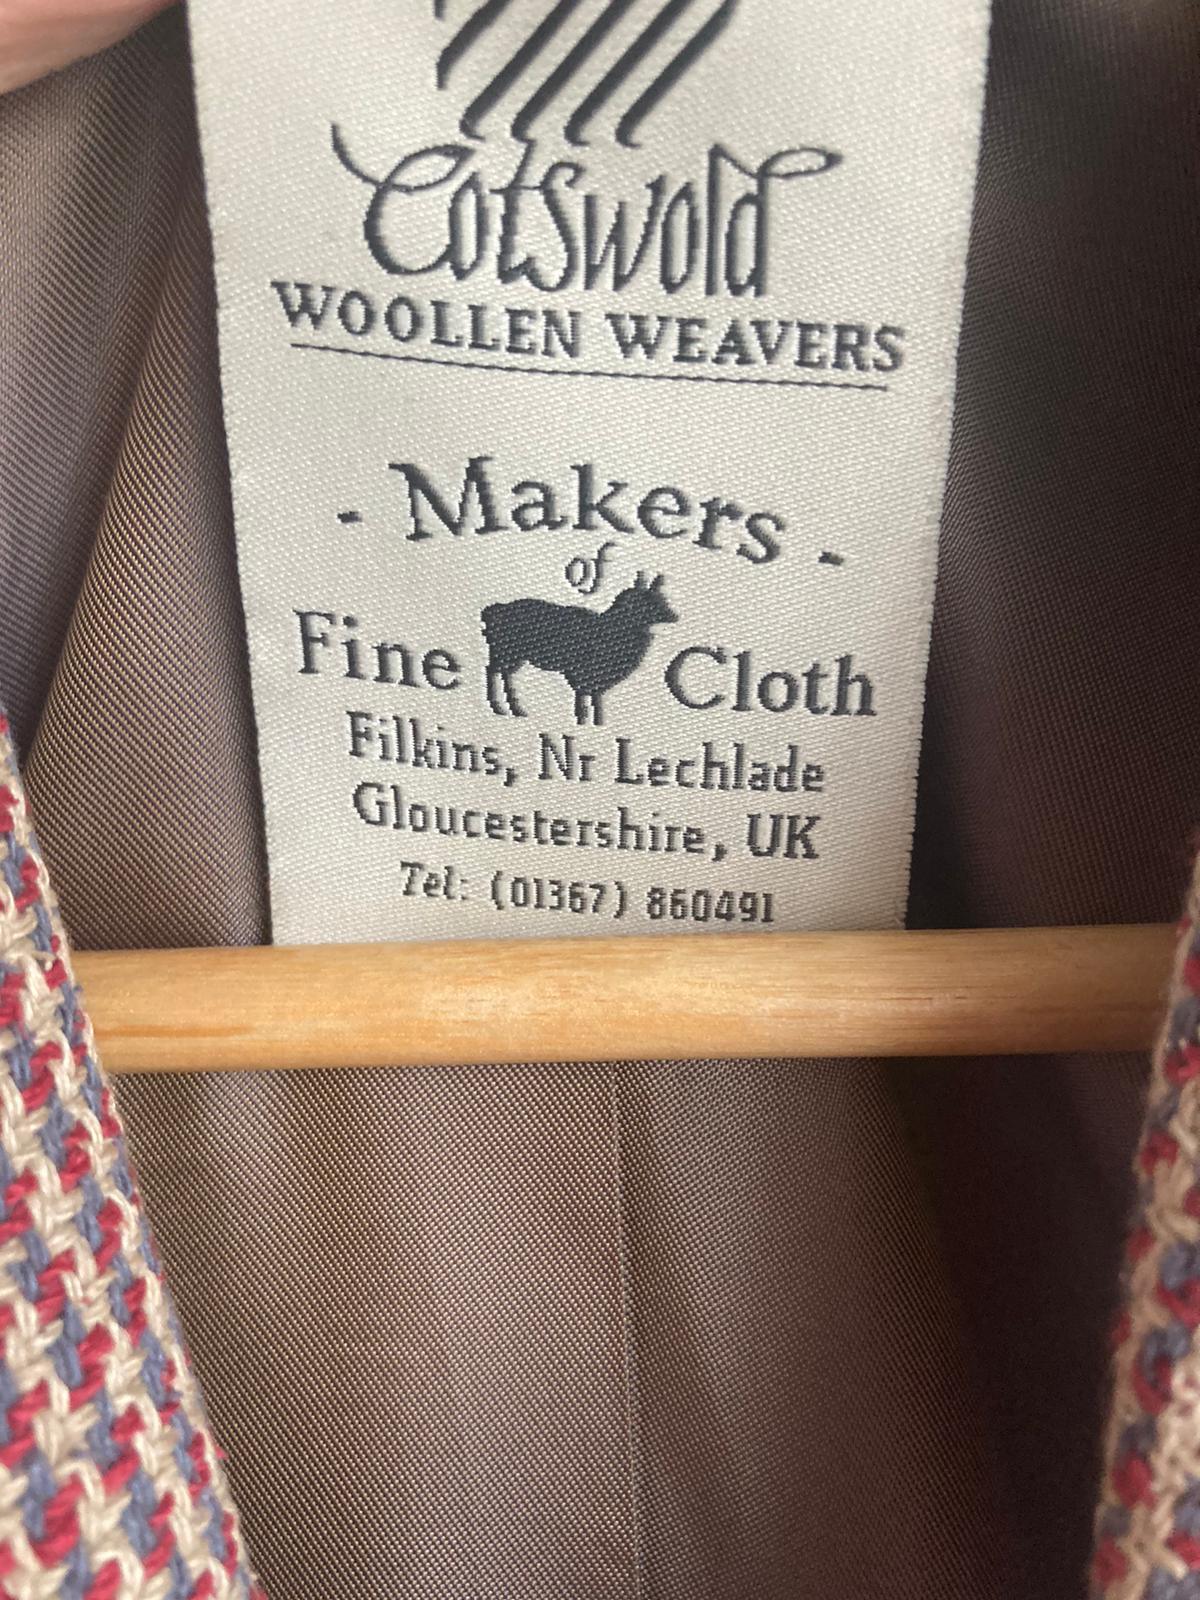 Cotswold
WOOLLEN WEAVERS
- Makers -
of
Fine Cloth
Filkins, Nr Lechlade
Gloucestershire, UK
Tel: (01367) 860491